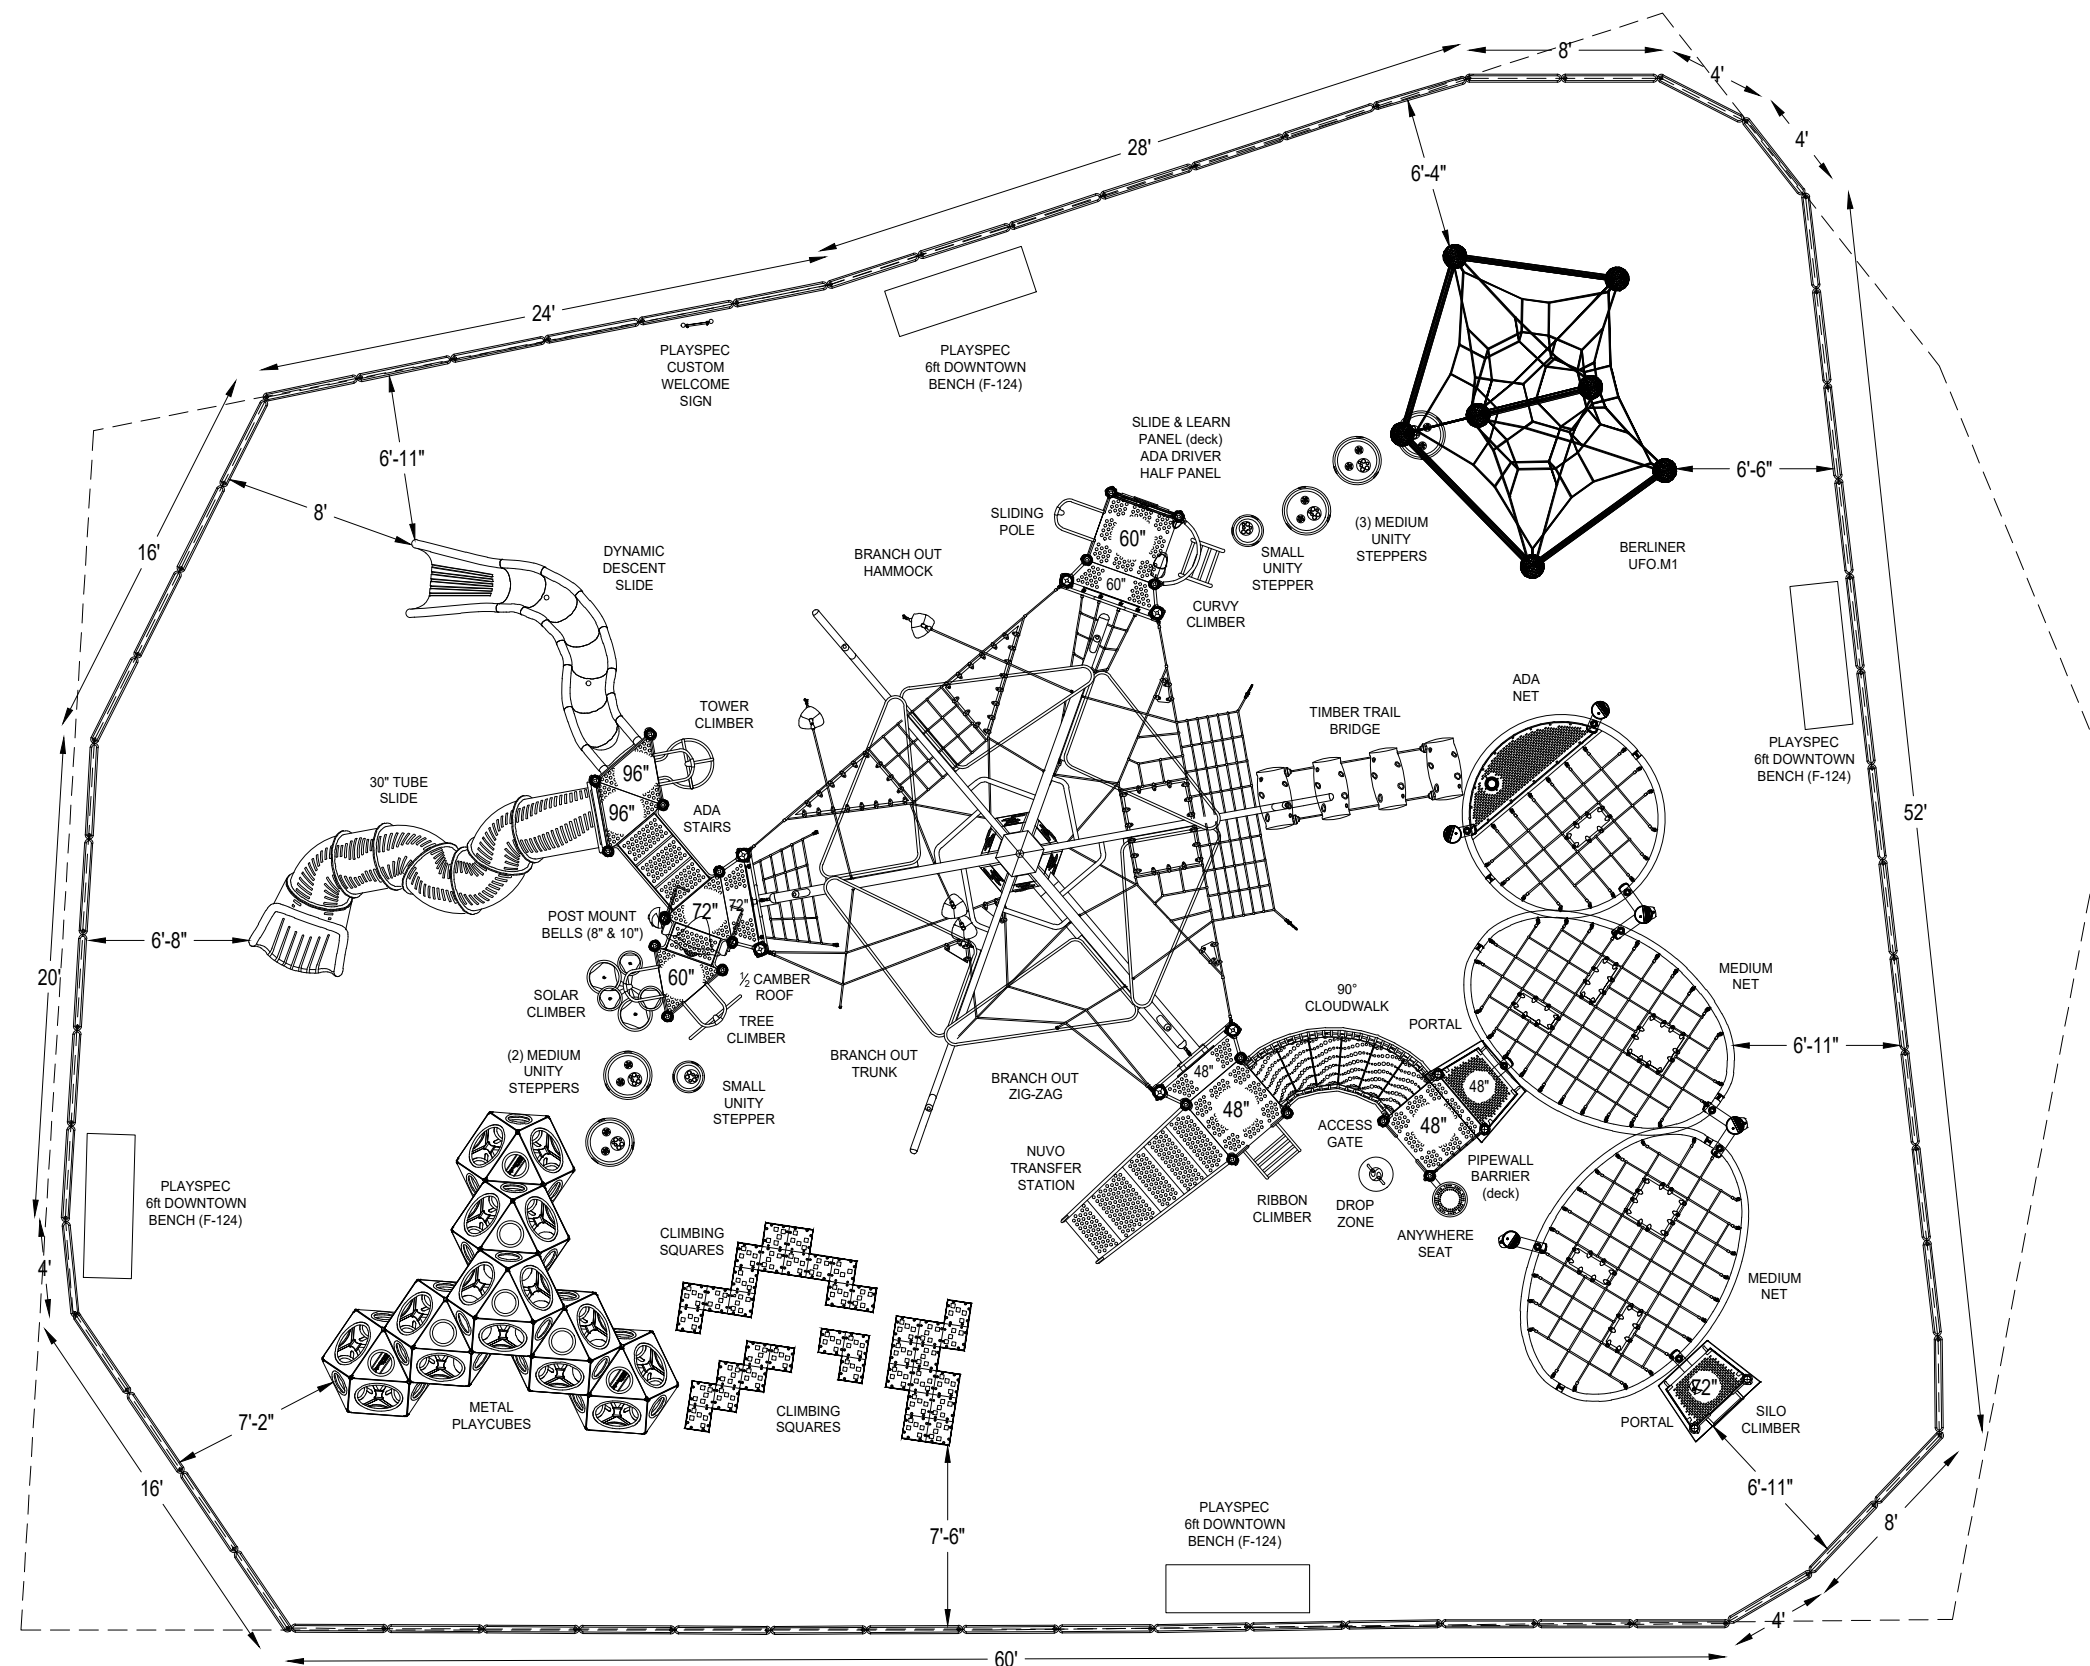 8'
4'
4'
28'
6'-4"
24'
PLAYSPEC
CUSTOM
WELCOME
SIGN
PLAYSPEC
6ft DOWNTOWN
BENCH (F-124)
6'-11"
8'
16'
SLIDE & LEARN
PANEL (deck)
ADA DRIVER
HALF PANEL
6'-6"
SLIDING
POLE
60"
60"
(3) MEDIUM
UNITY
STEPPERS
SMALL
UNITY
STEPPER
BERLINER
UFO.M1
DYNAMIC
DESCENT
SLIDE
BRANCH OUT
HAMMOCK
CURVY
CLIMBER
TOWER
CLIMBER
TIMBER TRAIL
BRIDGE
ADA
NET
PLAYSPEC
6ft DOWNTOWN
BENCH (F-124)
52'
30" TUBE
SLIDE
96"
96"
ADA
STAIRS
72"
72"
POST MOUNT
BELLS (8" & 10")
6'-8"
20'
60"
½ CAMBER
ROOF
SOLAR
CLIMBER
TREE
CLIMBER
90°
CLOUDWALK
PORTAL
MEDIUM
NET
6'-11"
(2) MEDIUM
UNITY
STEPPERS
SMALL
UNITY
STEPPER
BRANCH OUT
TRUNK
BRANCH OUT
ZIG-ZAG
48"
48"
48"
48"
ACCESS
GATE
NUVO
TRANSFER
STATION
PIPEWALL
BARRIER
(deck)
RIBBON
CLIMBER
DROP
ZONE
ANYWHERE
SEAT
PLAYSPEC
6ft DOWNTOWN
BENCH (F-124)
4'
CLIMBING
SQUARES
MEDIUM
NET
72"
7'-2"
METAL
PLAYCUBES
CLIMBING
SQUARES
PORTAL
SILO
CLIMBER
16'
6'-11"
8'
7'-6"
PLAYSPEC
6ft DOWNTOWN
BENCH (F-124)
4'
60'